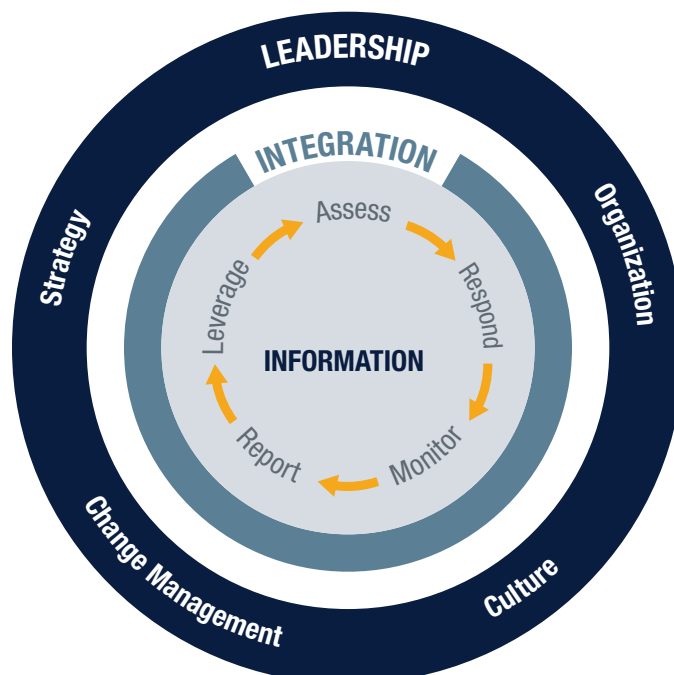 LEADERSHIP
Organization
Culture
Change Management
Strategy
INTEGRATION
Assess
Respond
Monitor
Report
Leverage
INFORMATION